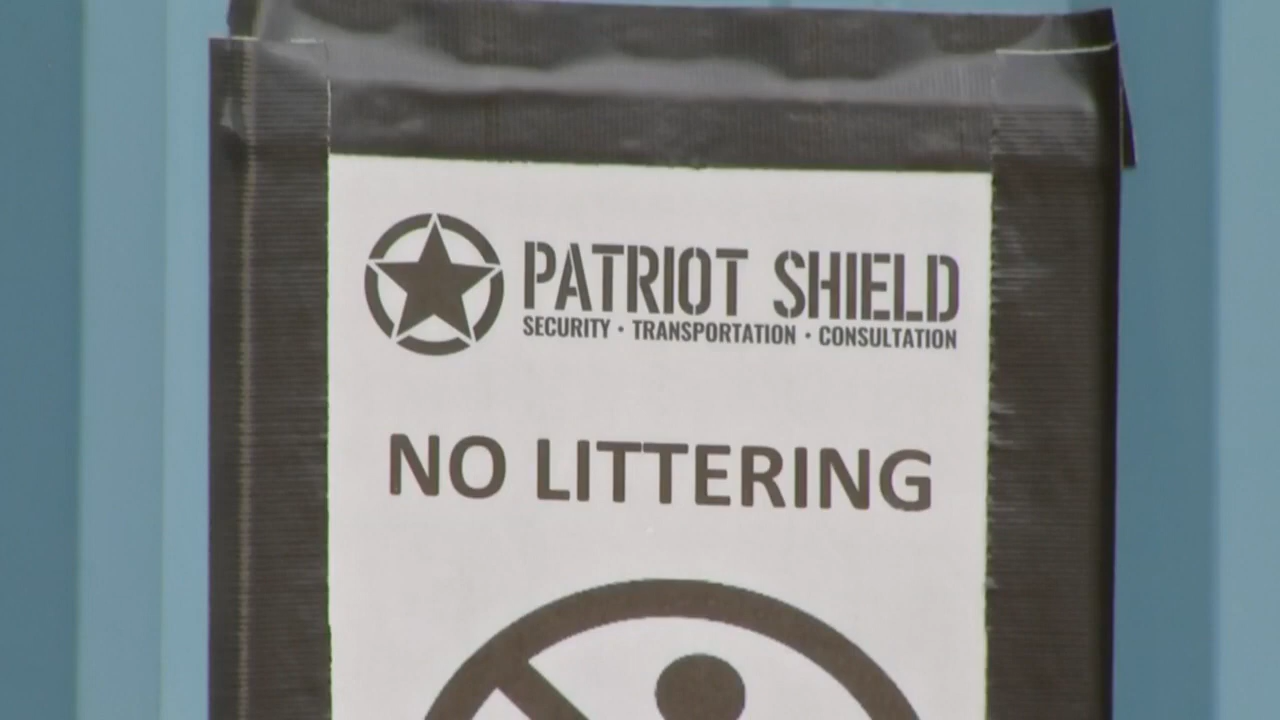 PATRIOT SHIELD
SECURITY · TRANSPORTATION · CONSULTATION
NO LITTERING